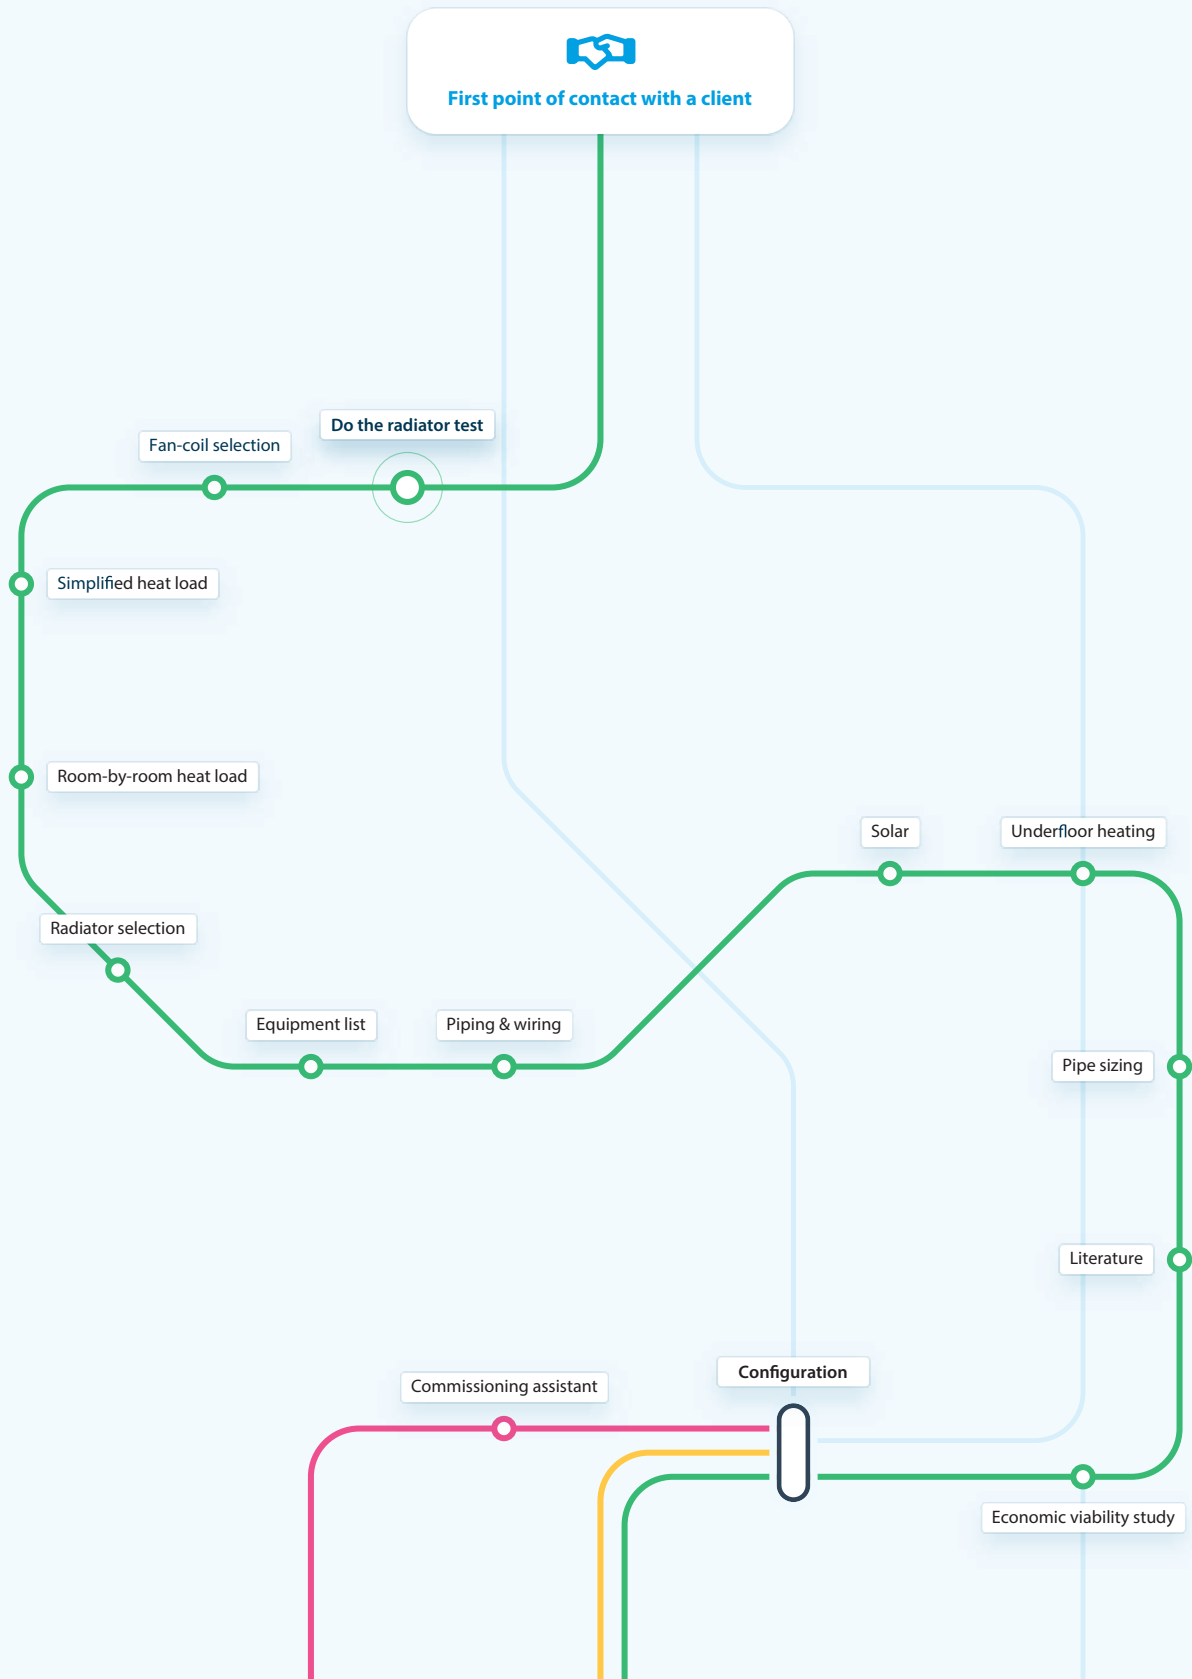 First point of contact with a client
Do the radiator test
Fan-coil selection
Simplified heat load
Room-by-room heat load
Radiator selection
Equipment list
Piping & wiring
Solar
Underfloor heating
Pipe sizing
Literature
Economic viability study
Configuration
Commissioning assistant